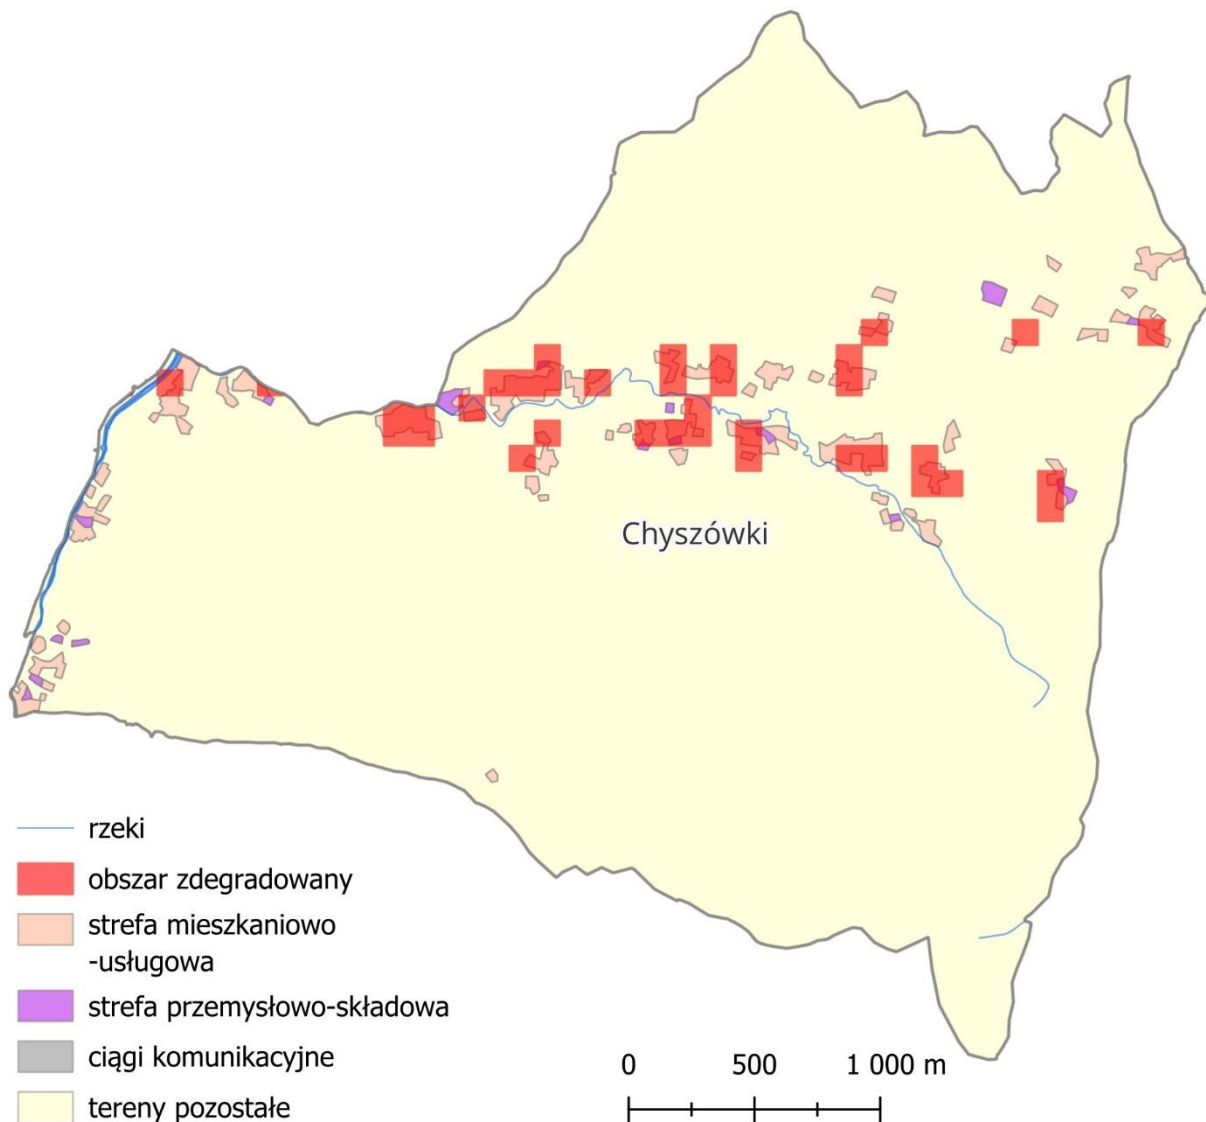 Chyszówki
rzeki
obszar zdegradowany
strefa mieszkaniowo
-usługowa
strefa przemysłowo-składowa
ciągi komunikacyjne
tereny pozostałe
0 500 1 000 m